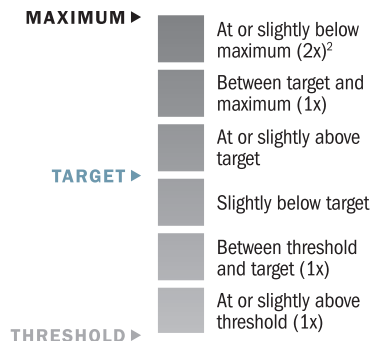 MAXIMUM ▶
At or slightly below
maximum (2x)²
Between target and
maximum (1x)
At or slightly above
target
TARGET ▶
Slightly below target
Between threshold
and target (1x)
At or slightly above
threshold (1x)
THRESHOLD ▶